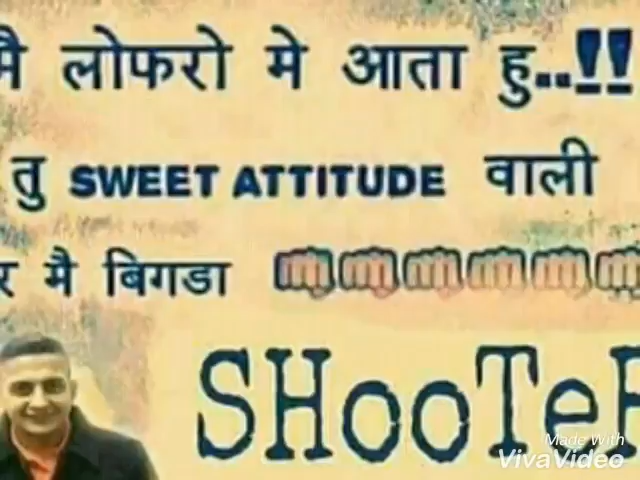 मै लोफरो मे आता हु..!!
तु SWEET ATTITUDE वाली
र मै बिगडा 👊👊👊👊👊👊
SHooTeR
Made With
VivaVideo